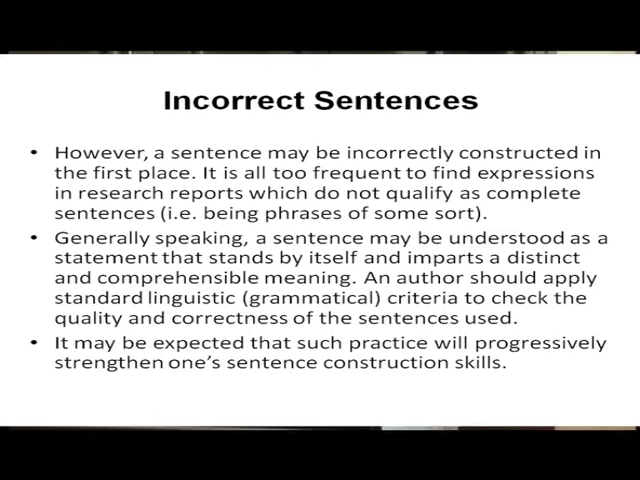 Incorrect Sentences
• However, a sentence may be incorrectly constructed in
the first place. It is all too frequent to find expressions
in research reports which do not qualify as complete
sentences (i.e. being phrases of some sort).
• Generally speaking, a sentence may be understood as a
statement that stands by itself and imparts a distinct
and comprehensible meaning. An author should apply
standard linguistic (grammatical) criteria to check the
quality and correctness of the sentences used.
• It may be expected that such practice will progressively
strengthen one's sentence construction skills.